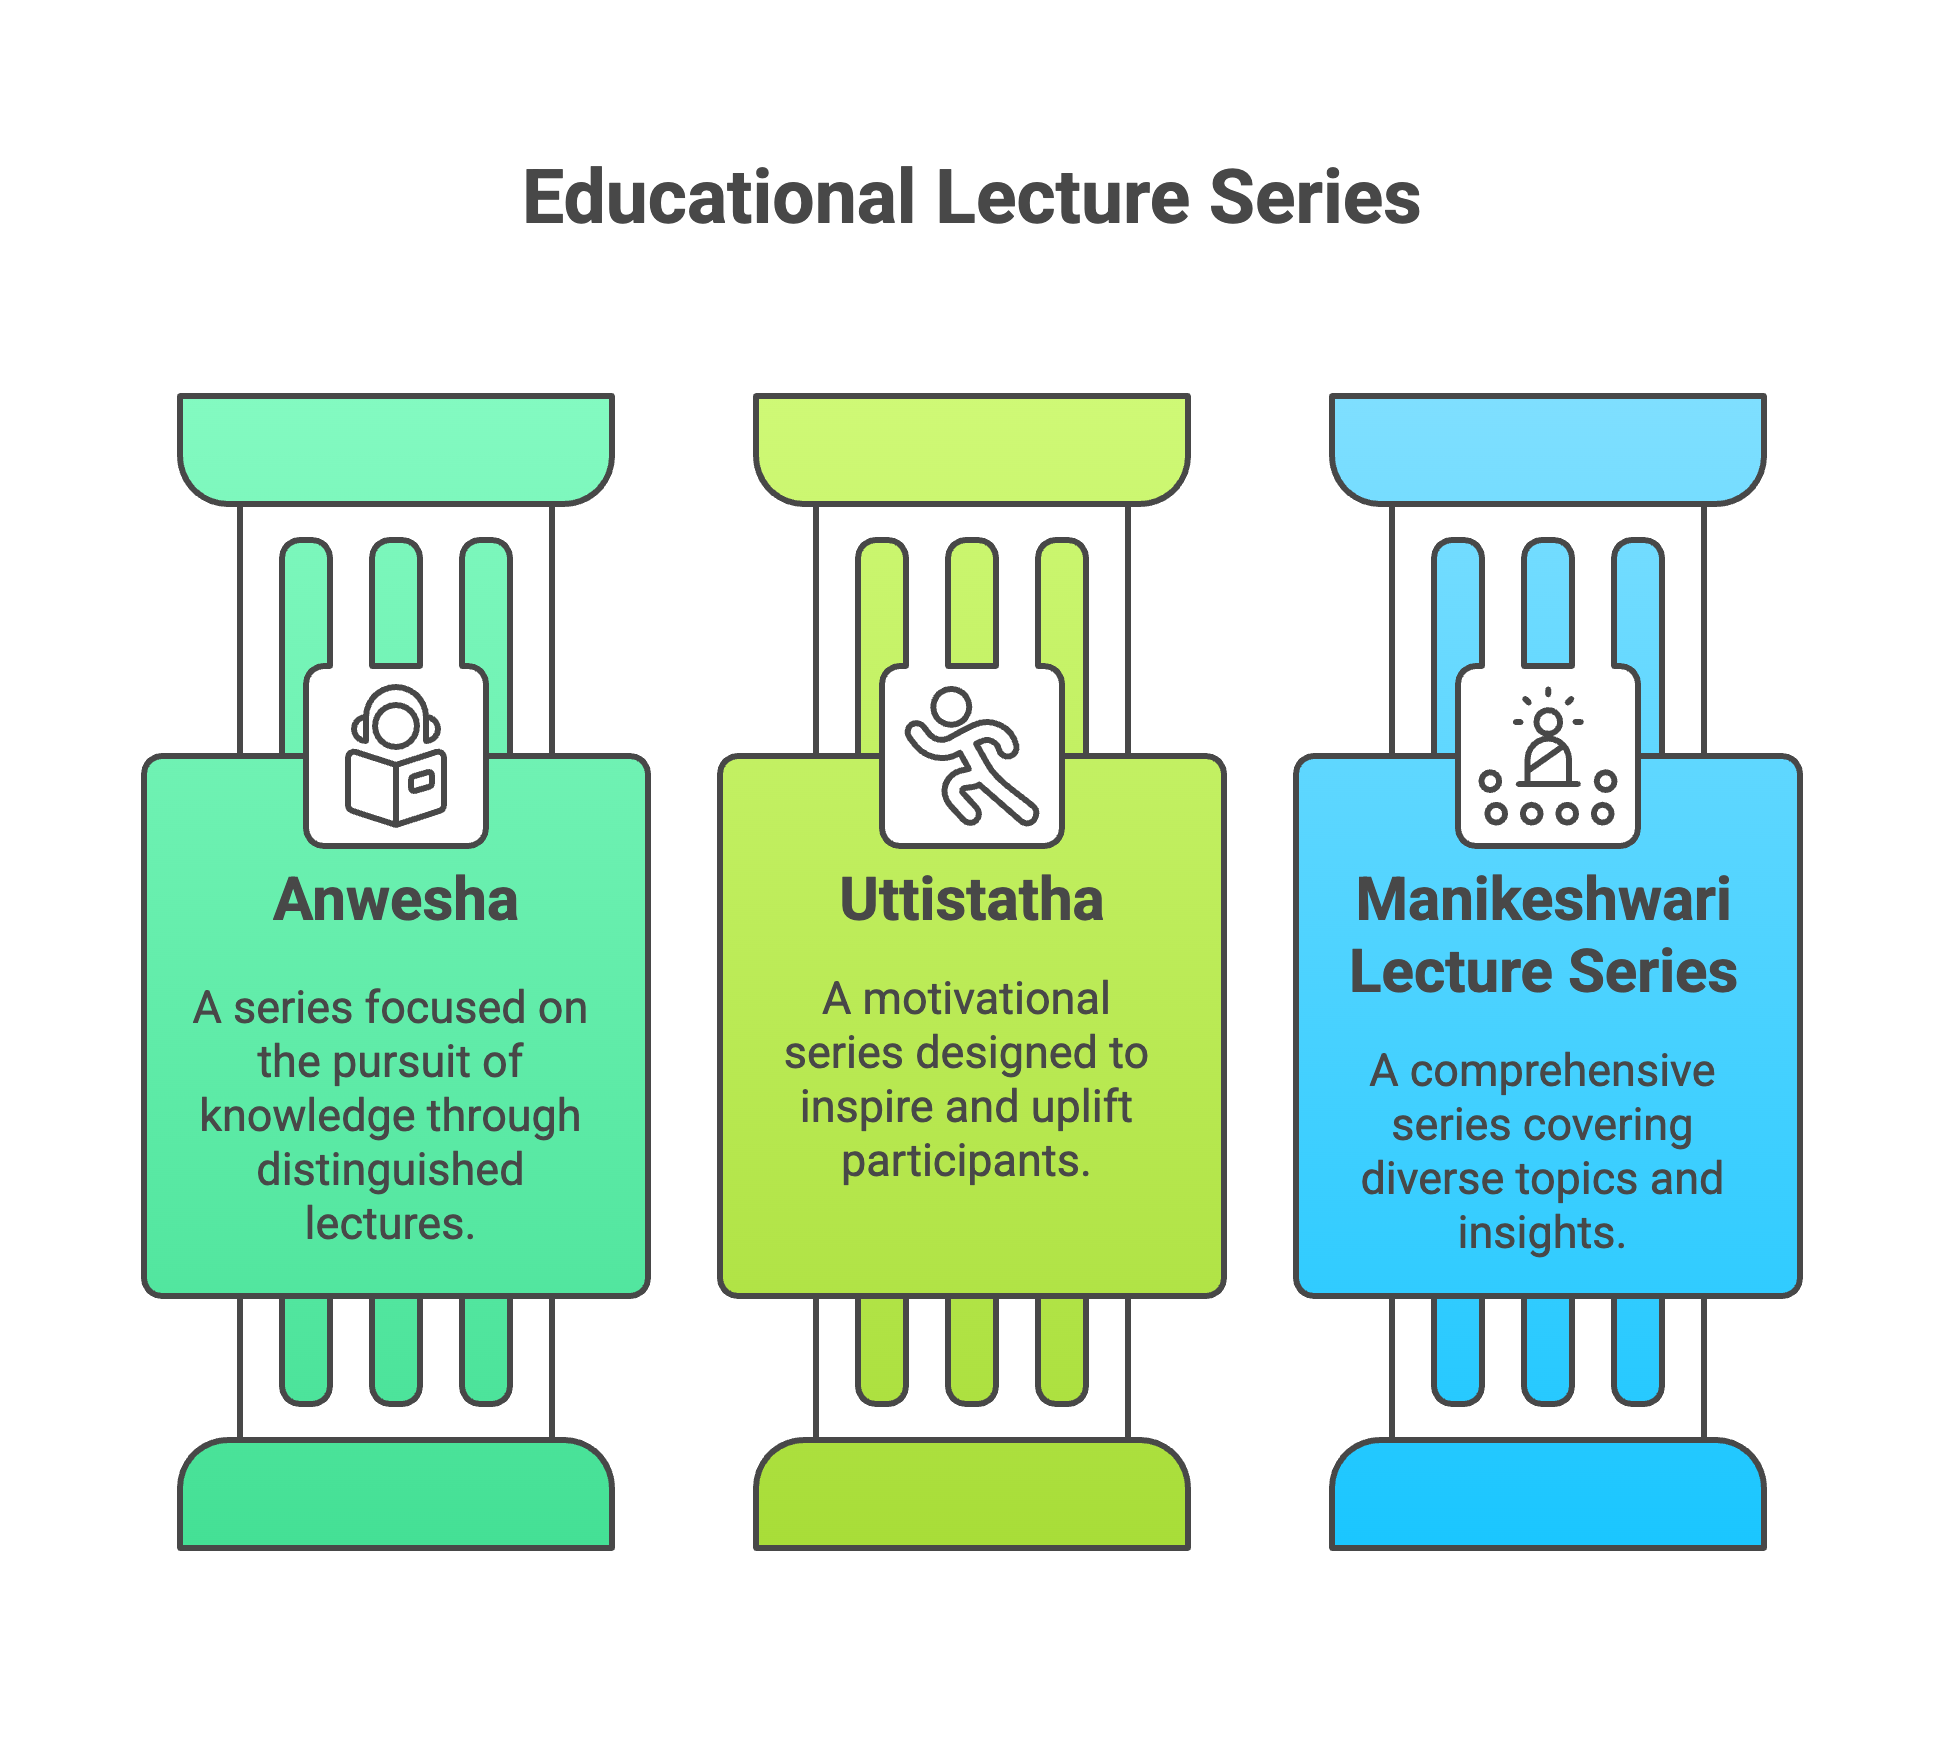 Educational Lecture Series
Anwesha
A series focused on
the pursuit of
knowledge through
distinguished
lectures.
Uttistatha
A motivational
series designed to
inspire and uplift
participants.
Manikeshwari
Lecture Series
A comprehensive
series covering
diverse topics and
insights.